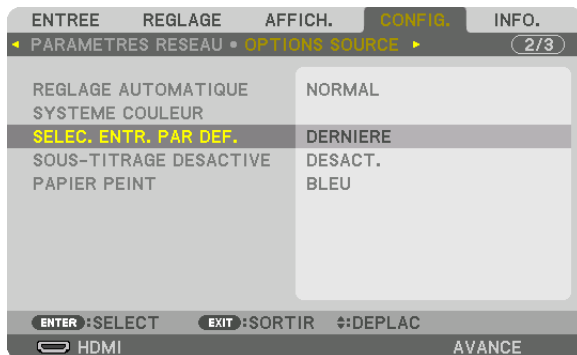 ENTREE REGLAGE AFFICH. CONFIG. INFO.
PARAMETRES RESEAU • OPTIONS SOURCE 2/3
REGLAGE AUTOMATIQUE NORMAL
SYSTEME COULEUR
SELEC. ENTR. PAR DEF. DERNIERE
SOUS-TITRAGE DESACTIVE DESACT.
PAPIER PEINT BLEU
ENTER :SELECT EXIT :SORTIR :DEPLAC
HDMI AVANCE